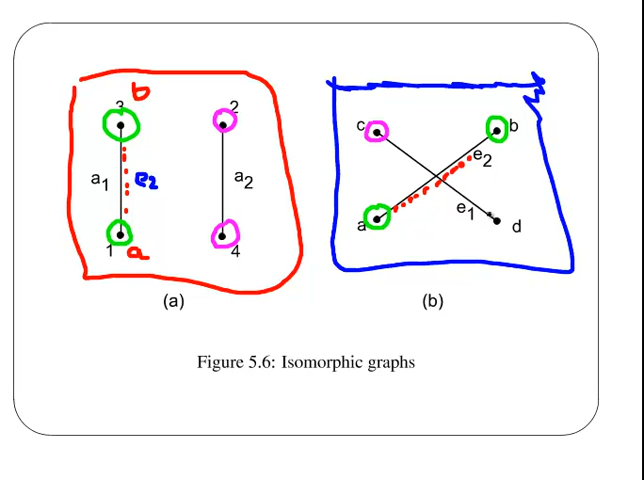 b
3
2
a1
e2
a2
1
a
4
(a)
c
b
e2
a
e1
d
(b)
Figure 5.6: Isomorphic graphs